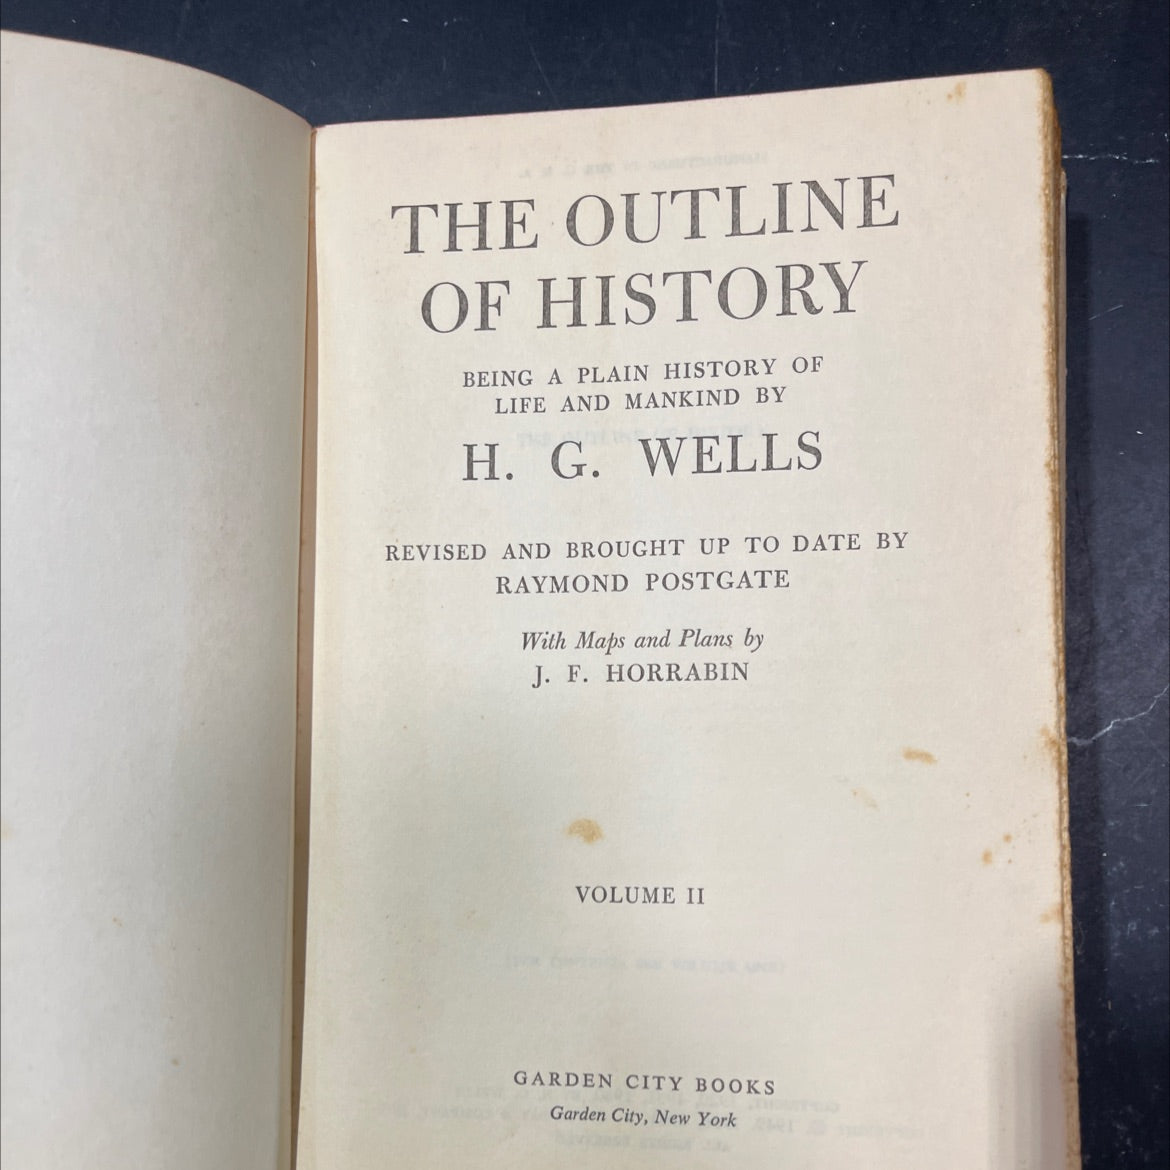 THE OUTLINE
OF HISTORY
BEING A PLAIN HISTORY OF
LIFE AND MANKIND BY
H. G. WELLS
REVISED AND BROUGHT UP TO DATE BY
RAYMOND POSTGATE
With Maps and Plans by
J. F. HORRABIN
VOLUME II
GARDEN CITY BOOKS
Garden City, New York